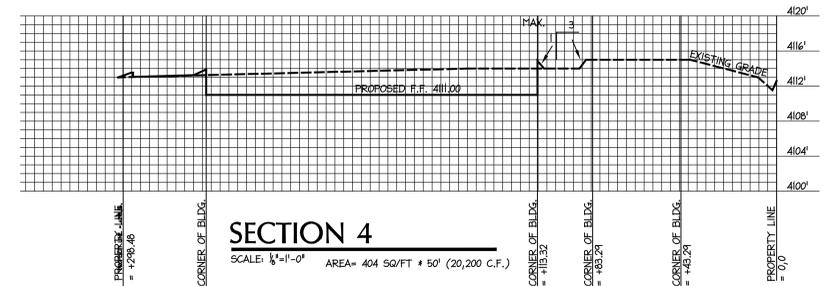 4120'
MAX.
1
3
4116'
EXISTING GRADE
4112'
PROPOSED F.F. 4111.00
4108'
4104'
4100'
PROPERTY LINE
= +298.48
CORNER OF BLDG.
CORNER OF BLDG.
= +113.32
CORNER OF BLDG.
= +83.29
CORNER OF BLDG.
= +43.29
PROPERTY LINE
= 0,0
SECTION 4
SCALE: ⅛"=1'-0"
AREA= 404 SQ/FT * 50' (20,200 C.F.)